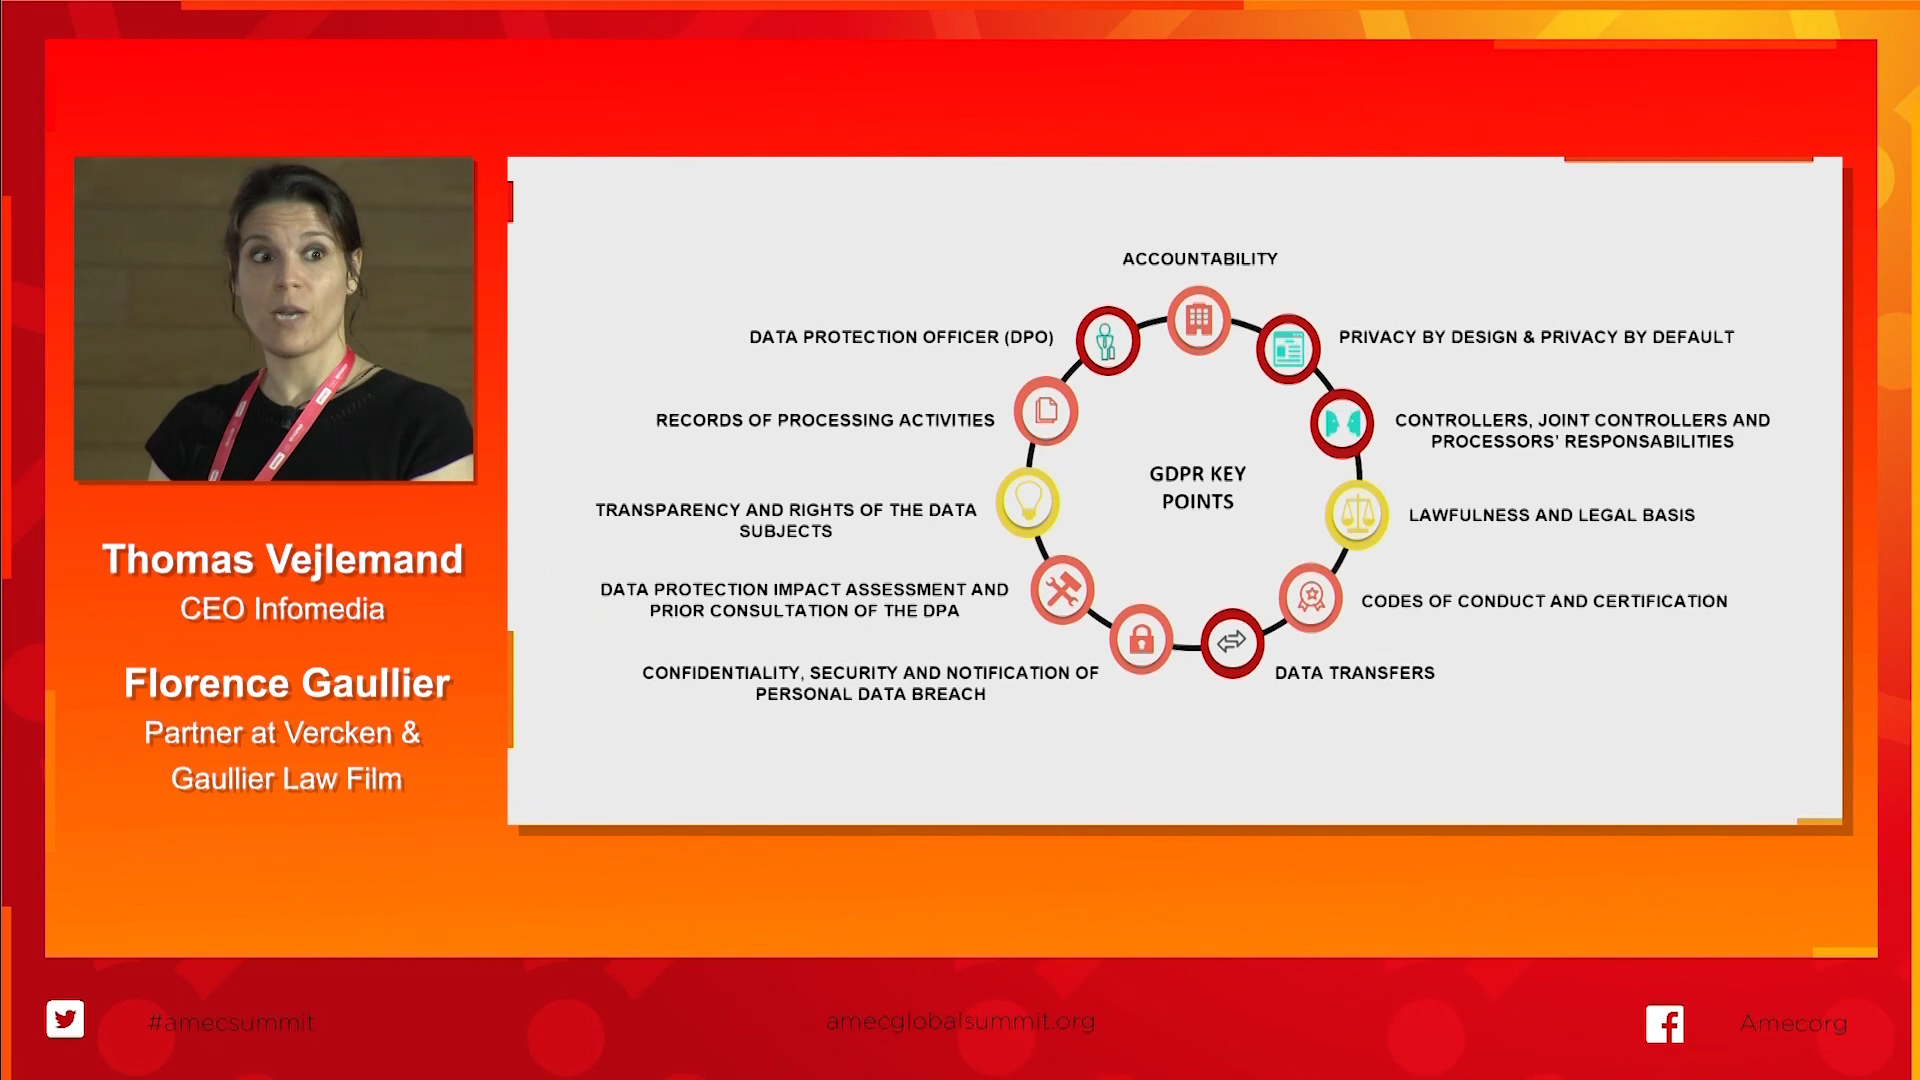 Thomas Vejlemand
CEO Infomedia
Florence Gaullier
Partner at Vercken &
Gaullier Law Film
ACCOUNTABILITY
DATA PROTECTION OFFICER (DPO)
PRIVACY BY DESIGN & PRIVACY BY DEFAULT
RECORDS OF PROCESSING ACTIVITIES
CONTROLLERS, JOINT CONTROLLERS AND
PROCESSORS' RESPONSABILITIES
GDPR KEY
POINTS
TRANSPARENCY AND RIGHTS OF THE DATA
SUBJECTS
LAWFULNESS AND LEGAL BASIS
DATA PROTECTION IMPACT ASSESSMENT AND
PRIOR CONSULTATION OF THE DPA
CODES OF CONDUCT AND CERTIFICATION
CONFIDENTIALITY, SECURITY AND NOTIFICATION OF
PERSONAL DATA BREACH
DATA TRANSFERS
#amecsummit
amecglobalsummit.org
Amecorg